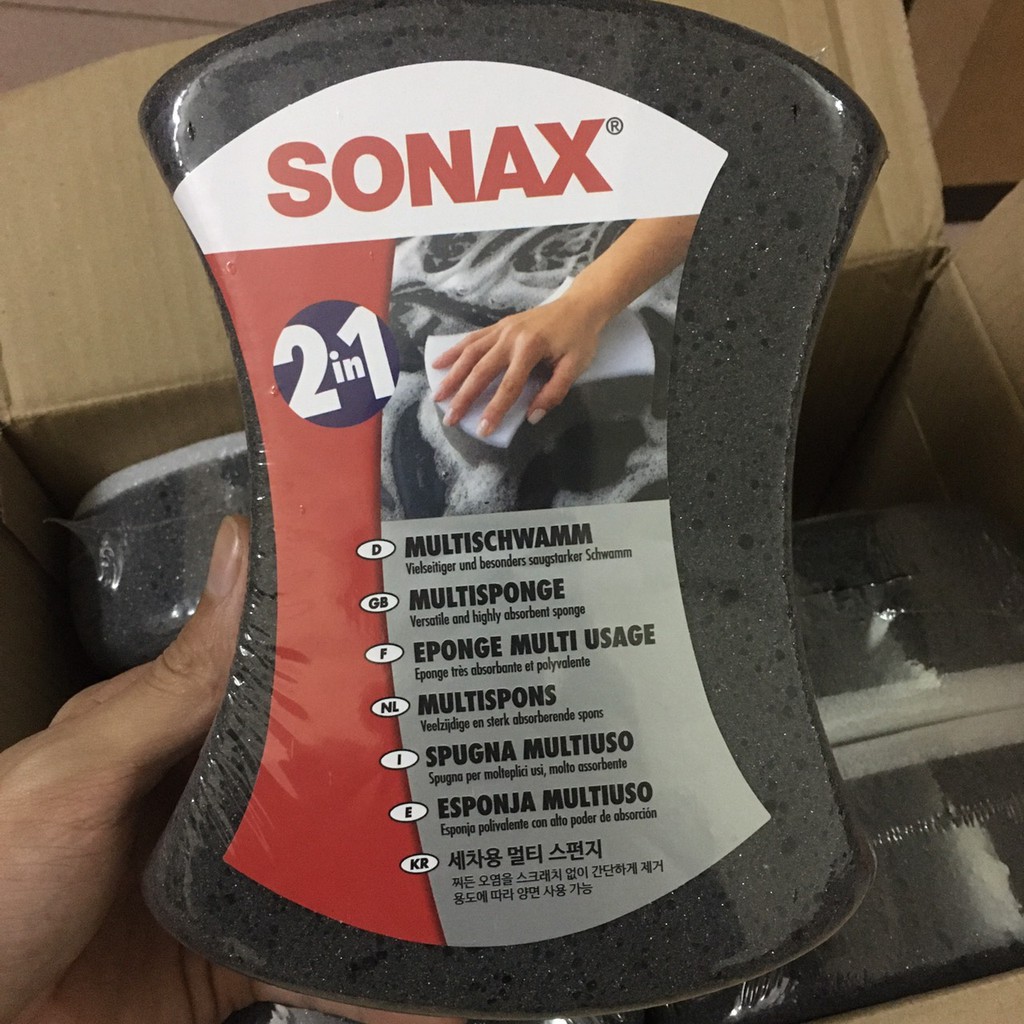 SONAX®
2in1
D MULTISCHWAMM
Vielseitiger und besonders saugstarker Schwamm
GB MULTISPONGE
Versatile and highly absorbent sponge
F EPONGE MULTI USAGE
Eponge très absorbante et polyvalente
NL MULTISPONS
Veelzijdige en sterk absorberende spons
I SPUGNA MULTIUSO
Spugna per molteplici usi, molto assorbente
E ESPONJA MULTIUSO
Esponja polivalente con alto poder de absorción
KR 세차용 멀티 스펀지
찌든 오염을 스크래치 없이 간단하게 제거
용도에 따라 양면 사용 가능